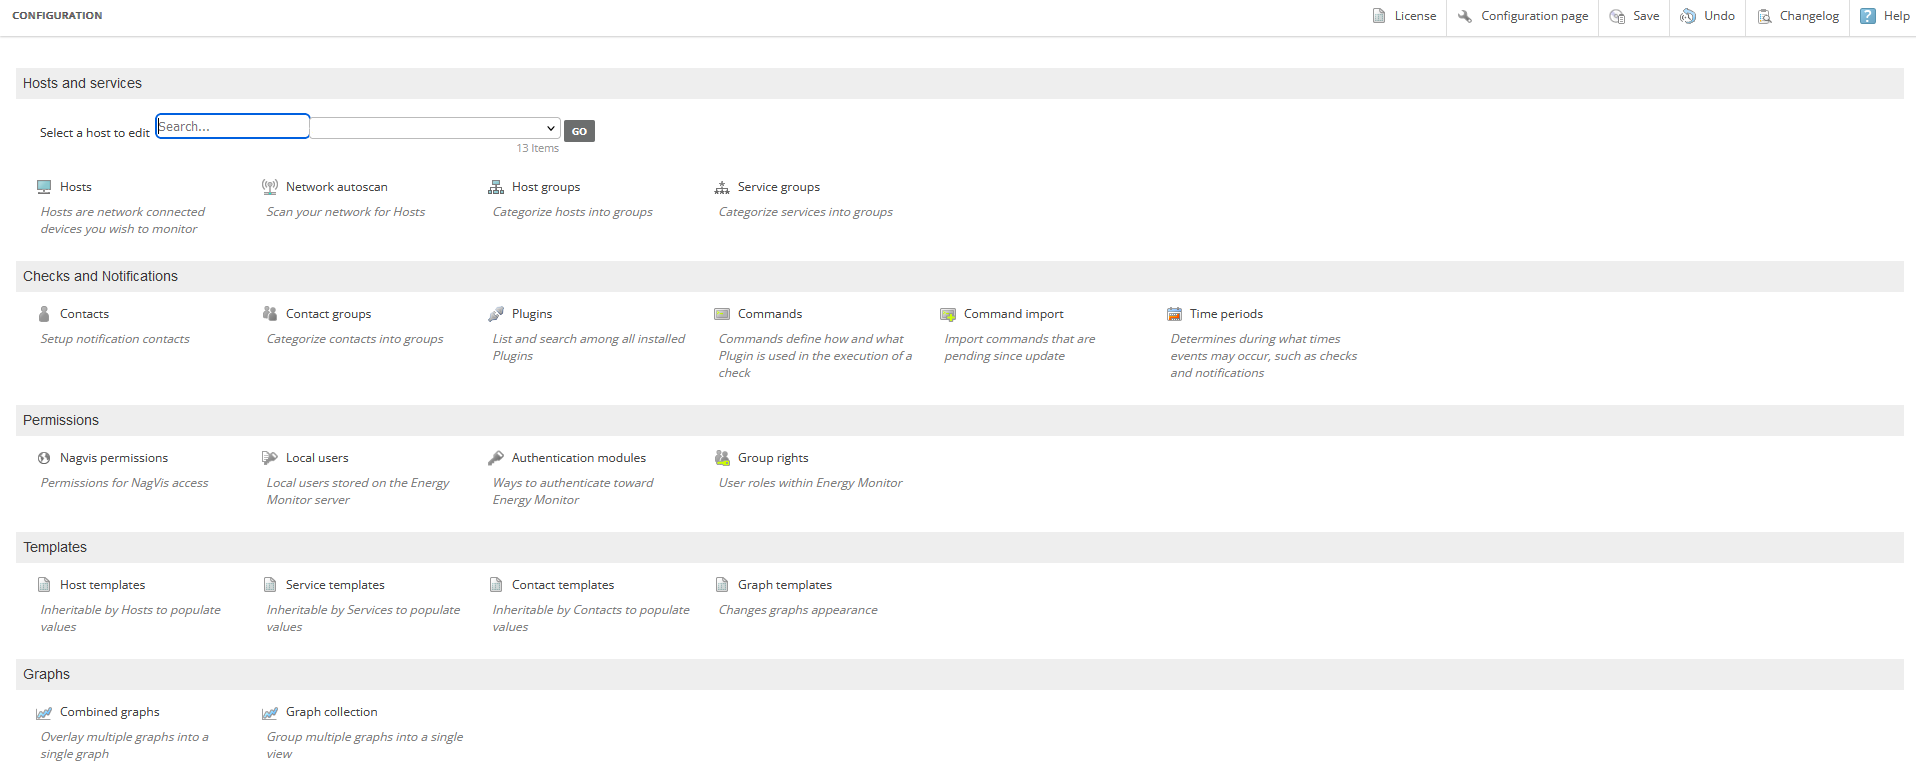 CONFIGURATION
License
Configuration page
Save
Undo
Changelog
Help
Hosts and services
Select a host to edit
Search...
GO
13 Items
Hosts
Hosts are network connected
devices you wish to monitor
Network autoscan
Scan your network for Hosts
Host groups
Categorize hosts into groups
Service groups
Categorize services into groups
Checks and Notifications
Contacts
Setup notification contacts
Contact groups
Categorize contacts into groups
Plugins
List and search among all installed
Plugins
Commands
Commands define how and what
Plugin is used in the execution of a
check
Command import
Import commands that are
pending since update
Time periods
Determines during what times
events may occur, such as checks
and notifications
Permissions
Nagvis permissions
Permissions for NagVis access
Local users
Local users stored on the Energy
Monitor server
Authentication modules
Ways to authenticate toward
Energy Monitor
Group rights
User roles within Energy Monitor
Templates
Host templates
Inheritable by Hosts to populate
values
Service templates
Inheritable by Services to populate
values
Contact templates
Inheritable by Contacts to populate
values
Graph templates
Changes graphs appearance
Graphs
Combined graphs
Overlay multiple graphs into a
single graph
Graph collection
Group multiple graphs into a single
view